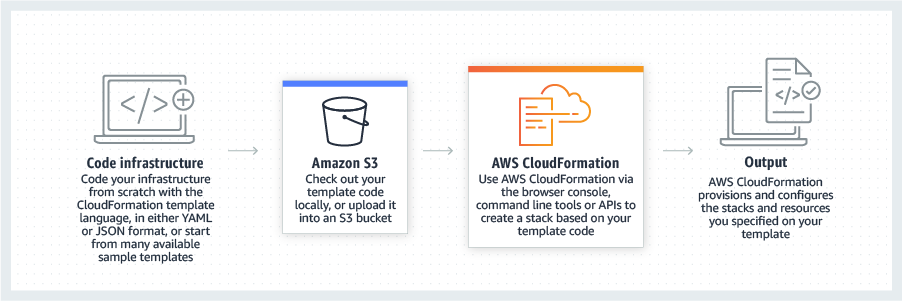 </>
Code infrastructure
Code your infrastructure
from scratch with the
CloudFormation template
language, in either YAML
or JSON format, or start
from many available
sample templates
Amazon S3
Check out your
template code
locally, or upload it
into an S3 bucket
AWS CloudFormation
Use AWS CloudFormation via
the browser console,
command line tools or APIs to
create a stack based on your
template code
</>
Output
AWS CloudFormation
provisions and configures
the stacks and resources
you specified on your
template